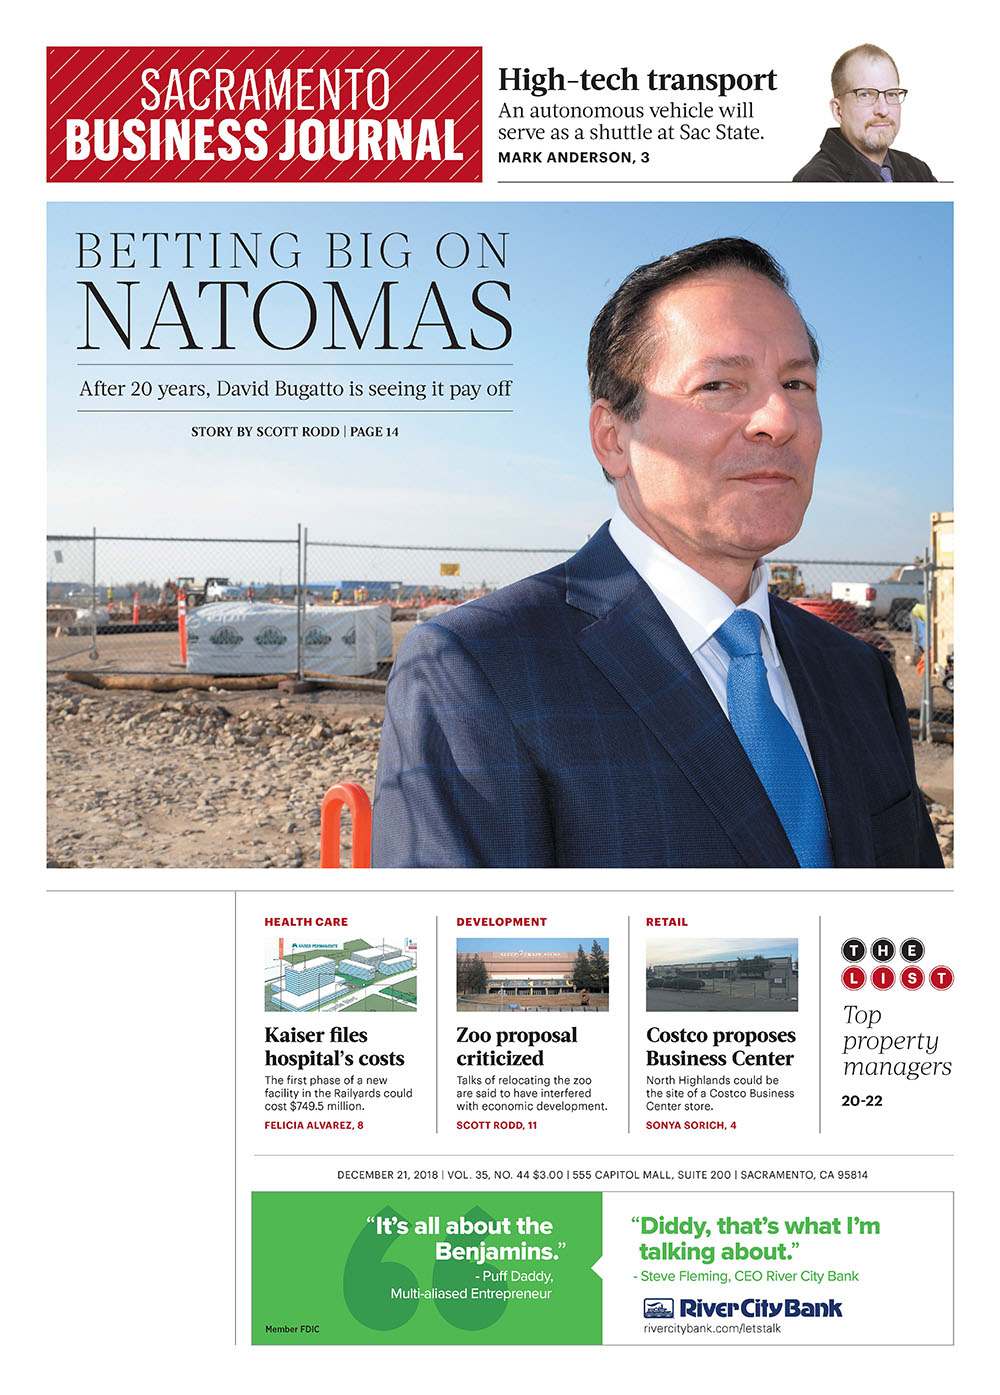 SACRAMENTO
BUSINESS JOURNAL
High-tech transport
An autonomous vehicle will
serve as a shuttle at Sac State.
MARK ANDERSON, 3
BETTING BIG ON
NATOMAS
After 20 years, David Bugatto is seeing it pay off
STORY BY SCOTT RODD | PAGE 14
HEALTH CARE
KAISER PERMANENTE
Kaiser files
hospital's costs
The first phase of a new
facility in the Railyards could
cost $749.5 million.
FELICIA ALVAREZ, 8
DEVELOPMENT
SLEEP TRAIN ARENA
Zoo proposal
criticized
Talks of relocating the zoo
are said to have interfered
with economic development.
SCOTT RODD, 11
RETAIL
Costco proposes
Business Center
North Highlands could be
the site of a Costco Business
Center store.
SONYA SORICH, 4
THE
LIST
Top
property
managers
20-22
DECEMBER 21, 2018 | VOL. 35, NO. 44 $3.00 | 555 CAPITOL MALL, SUITE 200 | SACRAMENTO, CA 95814
“It's all about the
Benjamins.”
- Puff Daddy,
Multi-aliased Entrepreneur
Member FDIC
“Diddy, that's what I'm
talking about.”
- Steve Fleming, CEO River City Bank
River City Bank
rivercitybank.com/letstalk